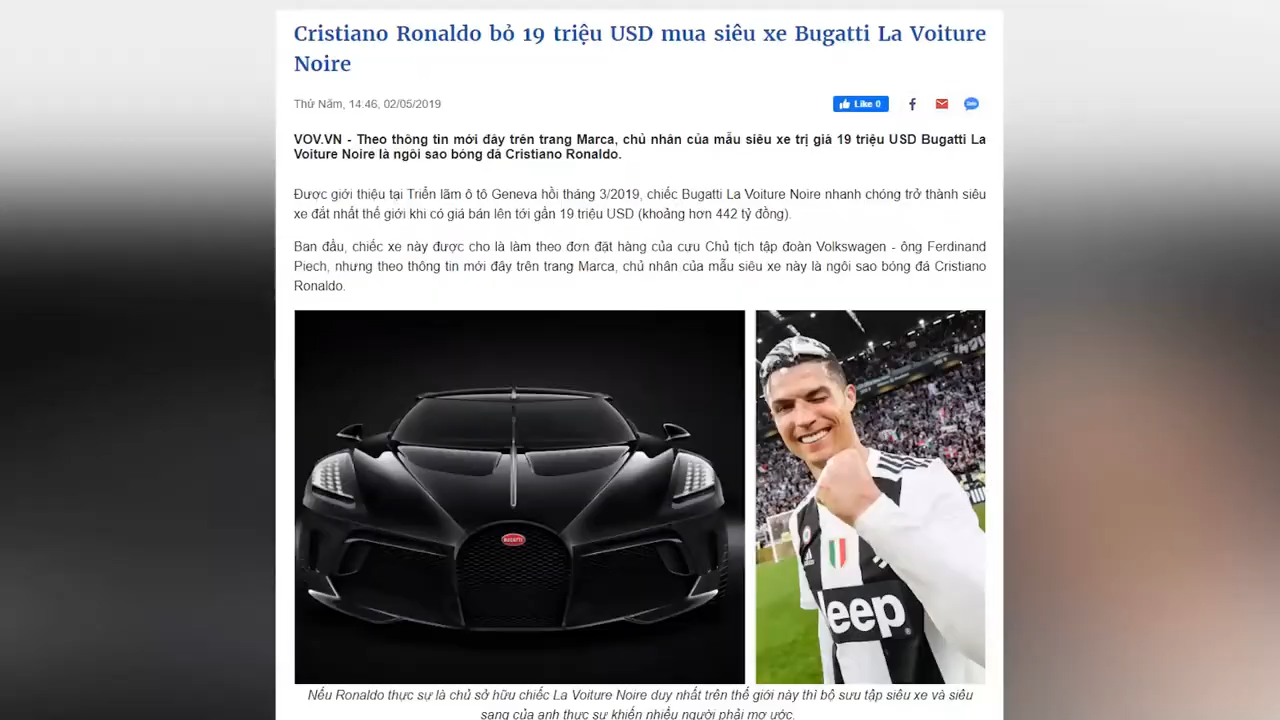 Cristiano Ronaldo bỏ 19 triệu USD mua siêu xe Bugatti La Voiture
Noire
Thứ Năm, 14:46, 02/05/2019
Like 0
Zalo
VOV.VN - Theo thông tin mới đây trên trang Marca, chủ nhân của mẫu siêu xe trị giá 19 triệu USD Bugatti La
Voiture Noire là ngôi sao bóng đá Cristiano Ronaldo.
Được giới thiệu tại Triển lãm ô tô Geneva hồi tháng 3/2019, chiếc Bugatti La Voiture Noire nhanh chóng trở thành siêu
xe đắt nhất thế giới khi có giá bán lên tới gần 19 triệu USD (khoảng hơn 442 tỷ đồng).
Ban đầu, chiếc xe này được cho là làm theo đơn đặt hàng của cựu Chủ tịch tập đoàn Volkswagen - ông Ferdinand
Piech, nhưng theo thông tin mới đây trên trang Marca, chủ nhân của mẫu siêu xe này là ngôi sao bóng đá Cristiano
Ronaldo.
BUGATTI
Jeep
Nếu Ronaldo thực sự là chủ sở hữu chiếc La Voiture Noire duy nhất trên thế giới này thì bộ sưu tập siêu xe và siêu
sang của anh thực sự khiến nhiều người phải mơ ước.